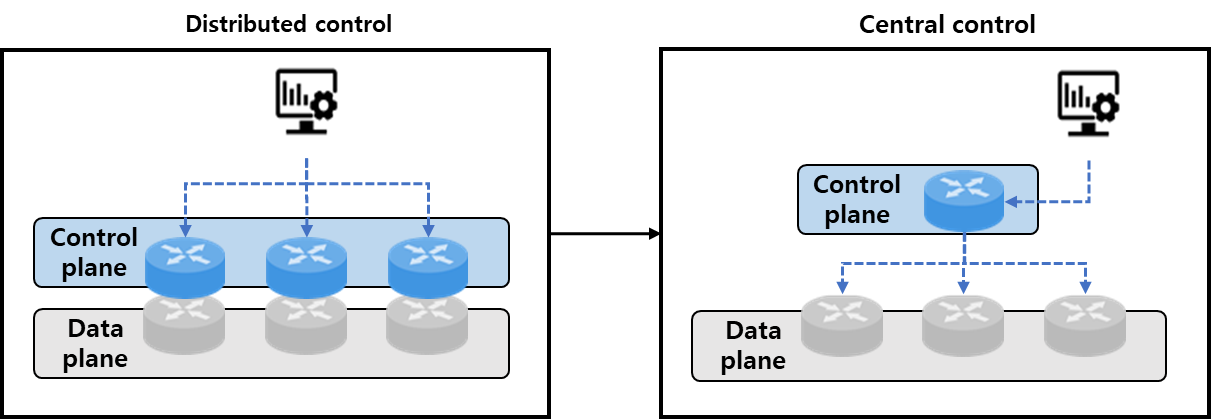 Distributed control
Central control
Control
plane
Data
plane
Control
plane
Data
plane